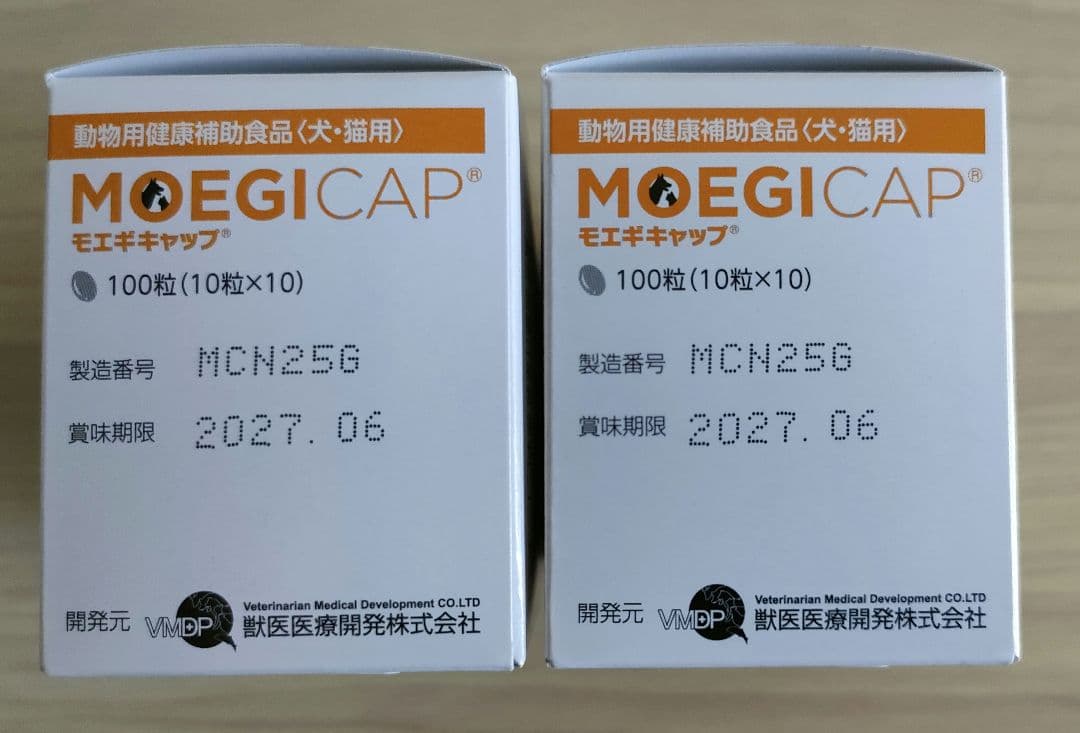 動物用健康補助食品〈犬・猫用〉
MOEGICAP®
モエギキャップ®
100粒(10粒×10)
製造番号 MCN25G
賞味期限 2027.06
開発元 VMDP Veterinarian Medical Development CO.LTD
獣医医療開発株式会社
動物用健康補助食品〈犬・猫用〉
MOEGICAP®
モエギキャップ®
100粒(10粒×10)
製造番号 MCN25G
賞味期限 2027.06
開発元 VMDP Veterinarian Medical Development CO.LTD
獣医医療開発株式会社